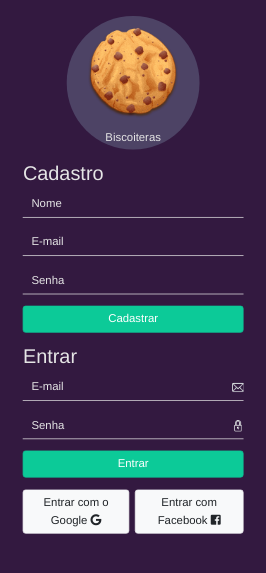 Biscoiteras
Cadastro
Nome
E-mail
Senha
Cadastrar
Entrar
E-mail
Senha
Entrar
Entrar com o
Google
Entrar com
Facebook